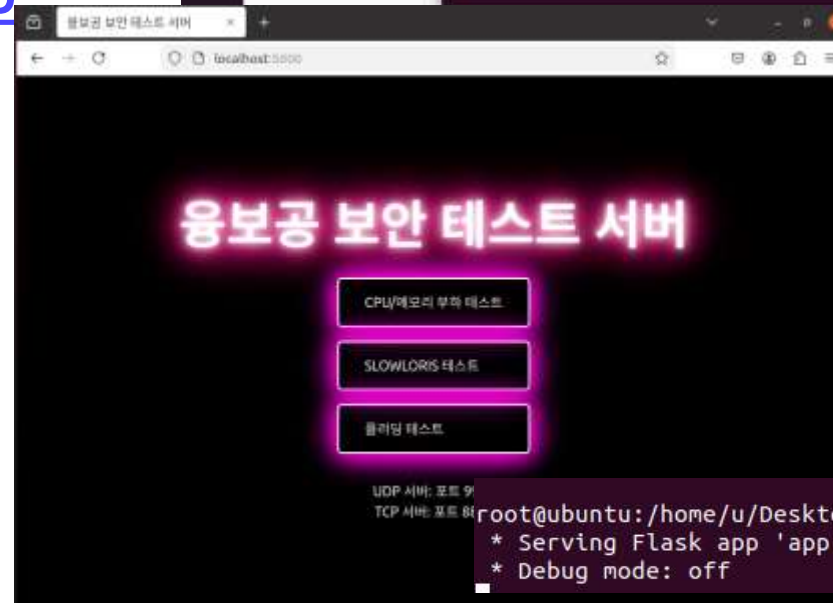 융보공 보안 테스트 서버
localhost:5000
융보공 보안 테스트 서버
CPU/메모리 부하 테스트
SLOWLORIS 테스트
플러딩 테스트
UDP 서버: 포트
TCP 서버: 포트
root@ubuntu:/home/u/Deskt
* Serving Flask app 'app
* Debug mode: off